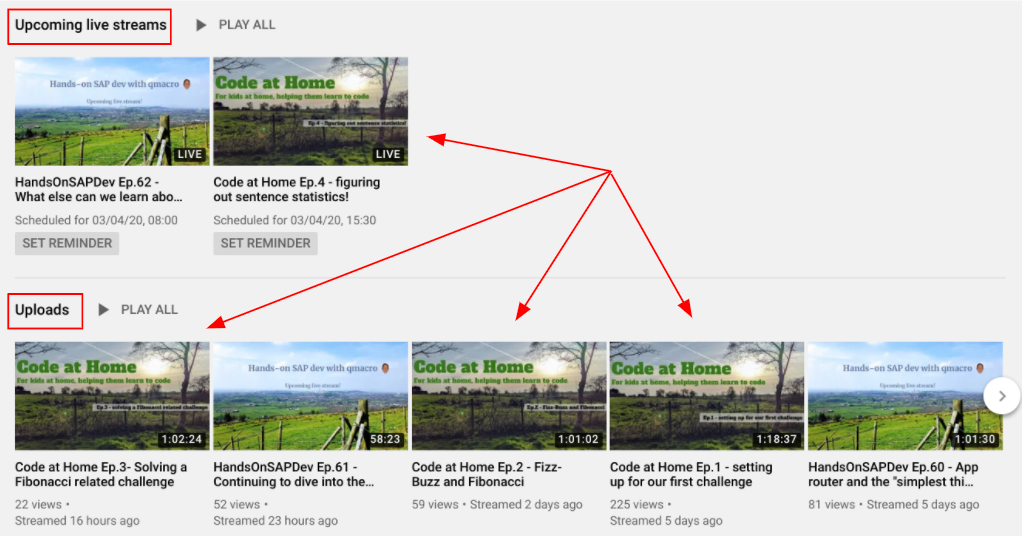 Upcoming live streams
PLAY ALL
Hands-on SAP dev with qmacro
Upcoming live stream!
LIVE
Code at Home
For kids at home, helping them learn to code
Ep.4 - figuring out sentence statistics!
LIVE
HandsOnSAPDev Ep.62 -
What else can we learn abo...
Scheduled for 03/04/20, 08:00
SET REMINDER
Code at Home Ep.4 - figuring
out sentence statistics!
Scheduled for 03/04/20, 15:30
SET REMINDER
Uploads
PLAY ALL
Code at Home
For kids at home, helping them learn to code
Ep.3 - solving a Fibonacci related challenge
1:02:24
Hands-on SAP dev with qmacro
Upcoming live stream!
58:23
Code at Home
For kids at home, helping them learn to code
Ep.2 - Fizz-Buzz and Fibonacci
1:01:02
Code at Home
For kids at home, helping them learn to code
Ep.1 - setting up for our first challenge
1:18:37
Hands-on SAP dev with qmacro
Upcoming live stream!
1:01:30
Code at Home Ep.3- Solving a
Fibonacci related challenge
22 views •
Streamed 16 hours ago
HandsOnSAPDev Ep.61 -
Continuing to dive into the...
52 views •
Streamed 23 hours ago
Code at Home Ep.2 - Fizz-
Buzz and Fibonacci
59 views • Streamed 2 days ago
Code at Home Ep.1 - setting
up for our first challenge
225 views •
Streamed 5 days ago
HandsOnSAPDev Ep.60 - App
router and the "simplest thi...
81 views • Streamed 5 days ago